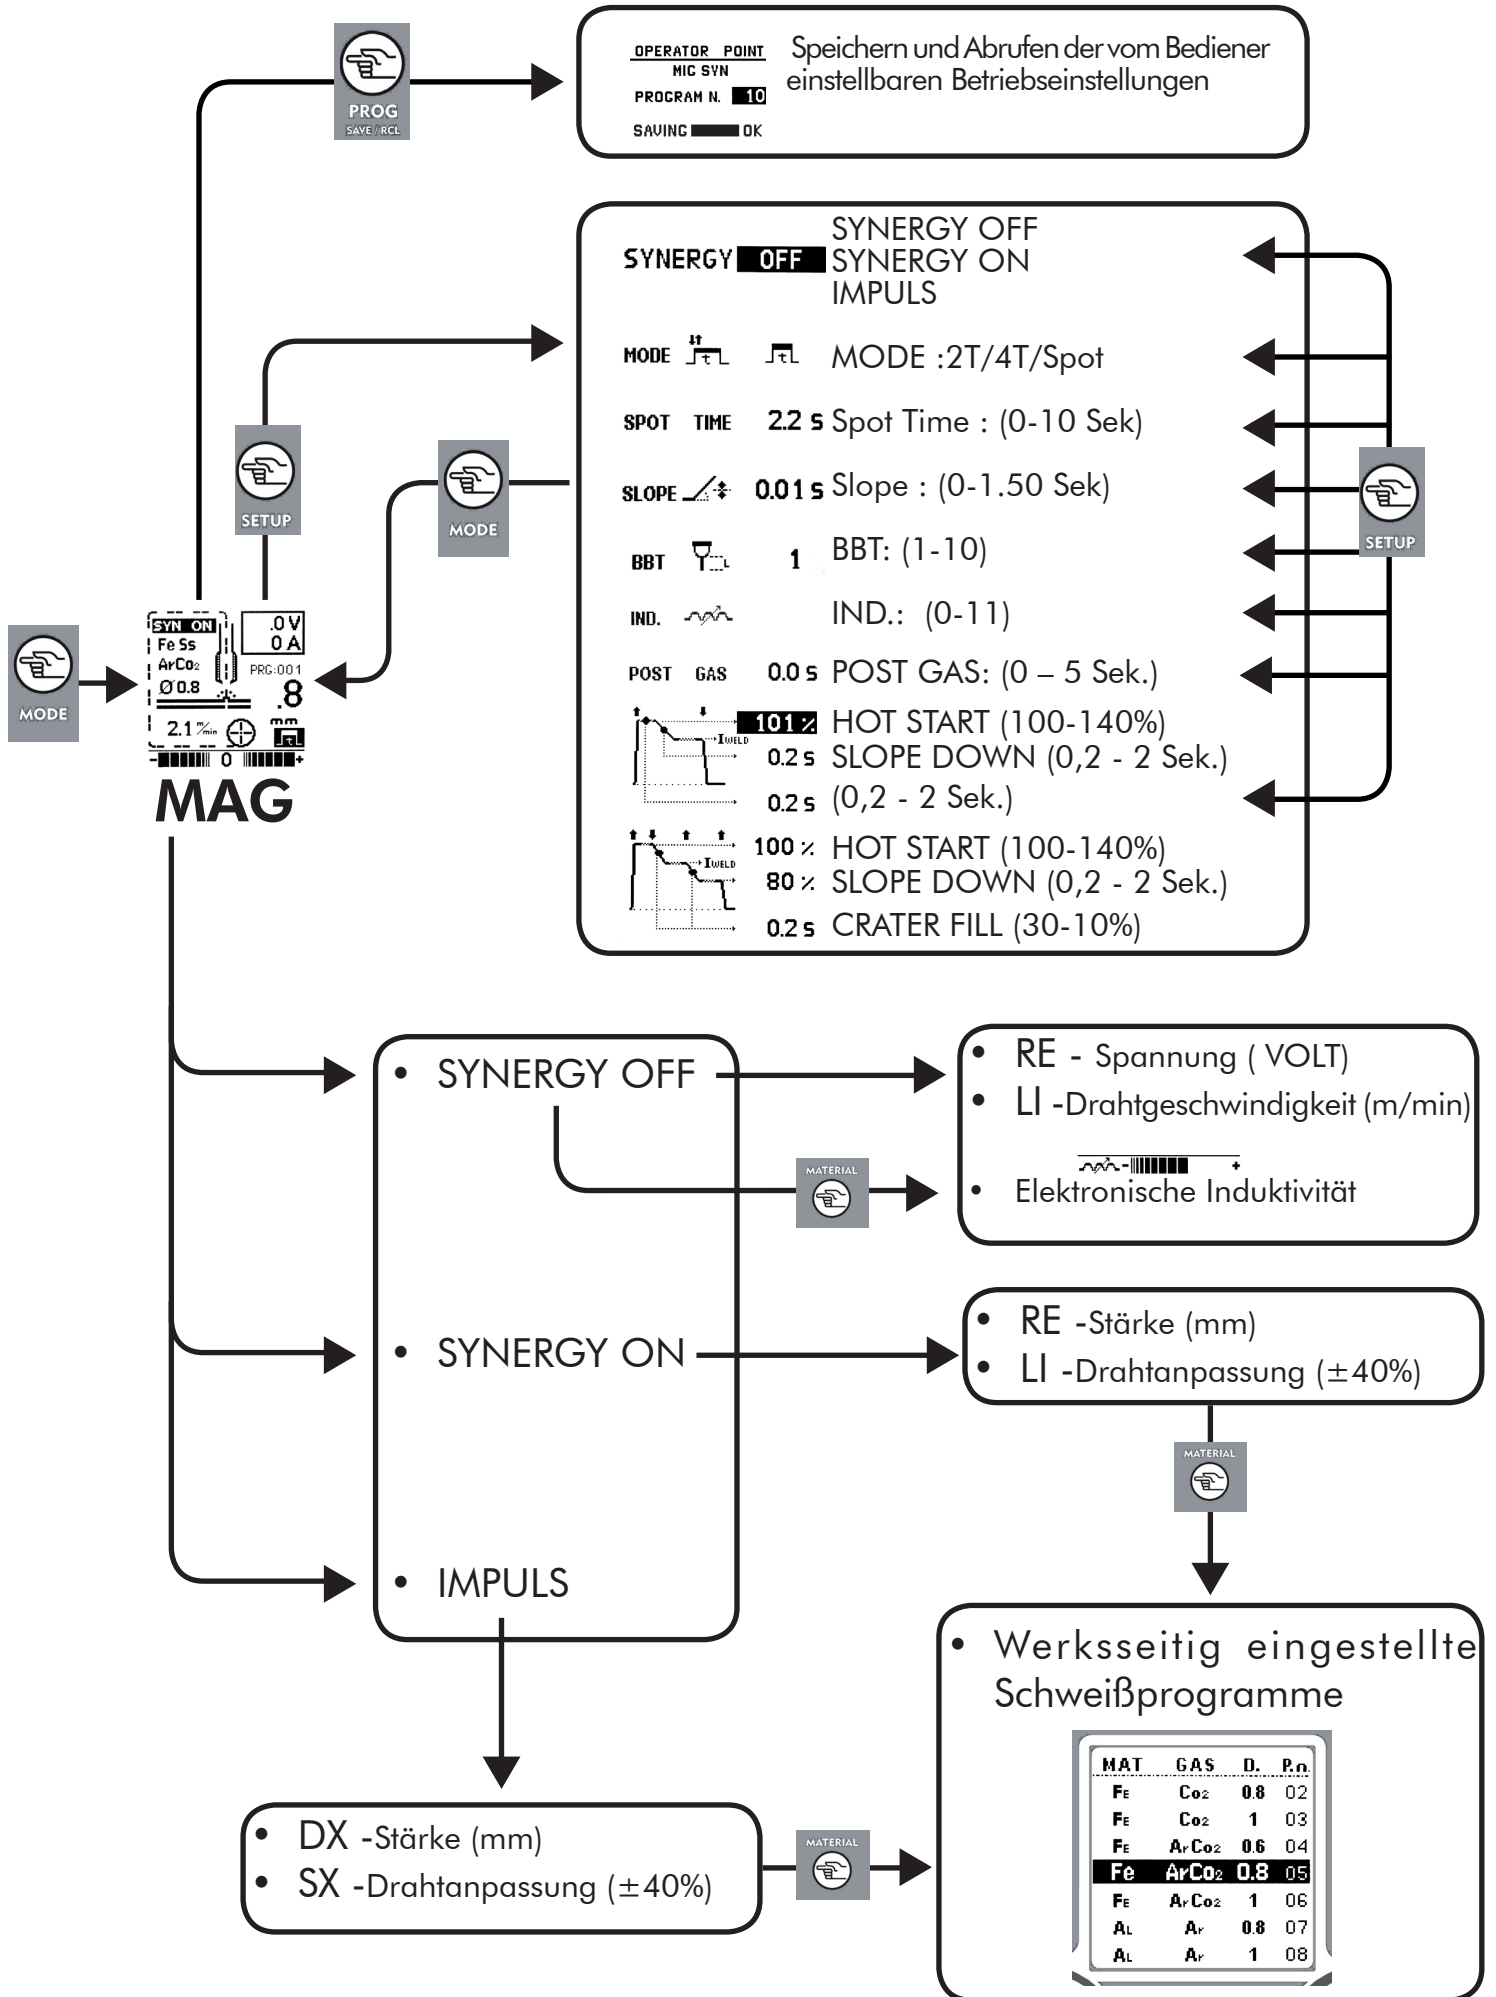 PROG
SAVE / RCL
OPERATOR POINT
MIG SYN
PROGRAM N. 10
SAVING OK
Speichern und Abrufen der vom Bediener
einstellbaren Betriebseinstellungen
SYNERGY OFF
SYNERGY OFF
SYNERGY ON
IMPULS
MODE t t MODE :2T/4T/Spot
SPOT TIME 2.2 s Spot Time : (0-10 Sek)
SLOPE 0.01 s Slope : (0-1.50 Sek)
BBT L 1 BBT: (1-10)
IND. IND.: (0-11)
POST GAS 0.0 s POST GAS: (0 – 5 Sek.)
IWELD
101 % HOT START (100-140%)
0.2 s SLOPE DOWN (0,2 - 2 Sek.)
0.2 s (0,2 - 2 Sek.)
IWELD
100 % HOT START (100-140%)
80 % SLOPE DOWN (0,2 - 2 Sek.)
0.2 s CRATER FILL (30-10%)
SETUP
SETUP
MODE
MODE
SYN ON .0 V
Fe Ss 0 A
ArCo2 PRG:001
Ø 0.8 .8
2.1 m/min mm
- 0 +
MAG
• SYNERGY OFF
• RE - Spannung ( VOLT)
• LI -Drahtgeschwindigkeit (m/min)
- +
• Elektronische Induktivität
MATERIAL
• SYNERGY ON
• RE -Stärke (mm)
• LI -Drahtanpassung (±40%)
MATERIAL
• IMPULS
• DX -Stärke (mm)
• SX -Drahtanpassung (±40%)
MATERIAL
• Werksseitig eingestellte
Schweißprogramme
MAT GAS D. P.n.
FE Co2 0.8 02
FE Co2 1 03
FE ArCo2 0.6 04
Fe ArCo2 0.8 05
FE ArCo2 1 06
AL Ar 0.8 07
AL Ar 1 08